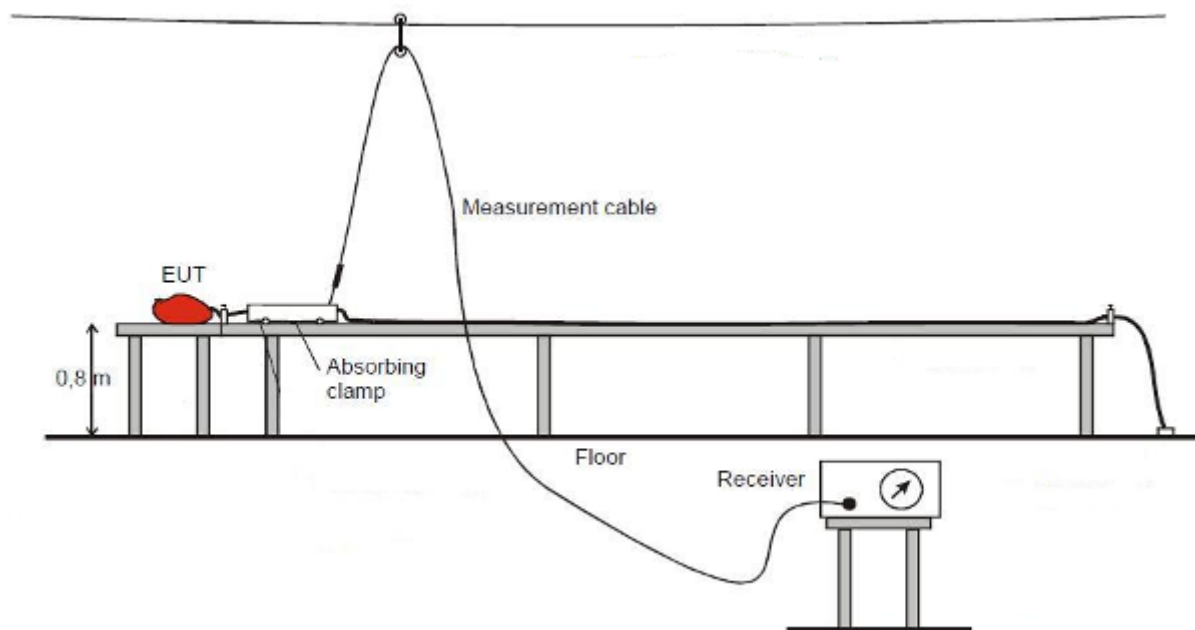 Measurement cable
EUT
Absorbing
clamp
0,8 m
Floor
Receiver